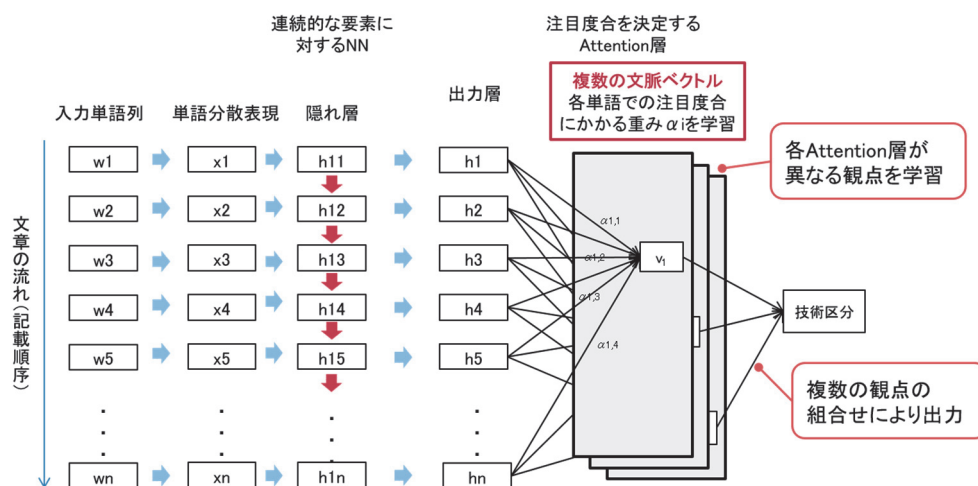 連続的な要素に
対するNN
注目度合を決定する
Attention層
複数の文脈ベクトル
各単語での注目度合
にかかる重みαiを学習
入力単語列
単語分散表現
隠れ層
出力層
各Attention層が
異なる観点を学習
文章の流れ(記載順序)
w1
x1
h11
h1
w2
x2
h12
h2
w3
x3
h13
h3
w4
x4
h14
h4
w5
x5
h15
h5
wn
xn
h1n
hn
α1,1
α1,2
α1,3
α1,4
v1
技術区分
複数の観点の
組合せにより出力